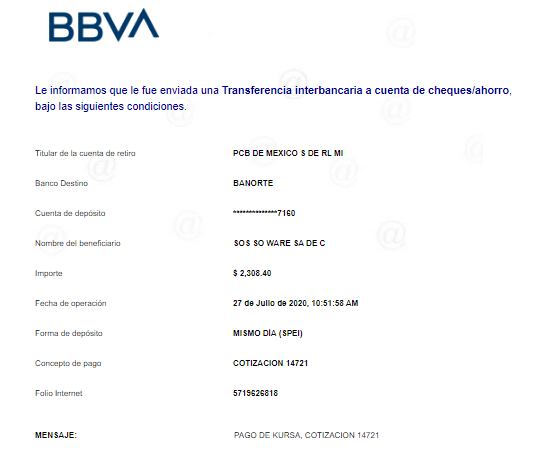 BBVA
Le informamos que le fue enviada una Transferencia interbancaria a cuenta de cheques/ahorro,
bajo las siguientes condiciones.
Titular de la cuenta de retiro PCB DE MEXICO S DE RL MI
Banco Destino BANORTE
Cuenta de depósito **************7160
Nombre del beneficiario SOS SO WARE SA DE C
Importe $ 2,308.40
Fecha de operación 27 de Julio de 2020, 10:51:58 AM
Forma de depósito MISMO DÍA (SPEI)
Concepto de pago COTIZACION 14721
Folio Internet 5719626818
MENSAJE: PAGO DE KURSA, COTIZACION 14721